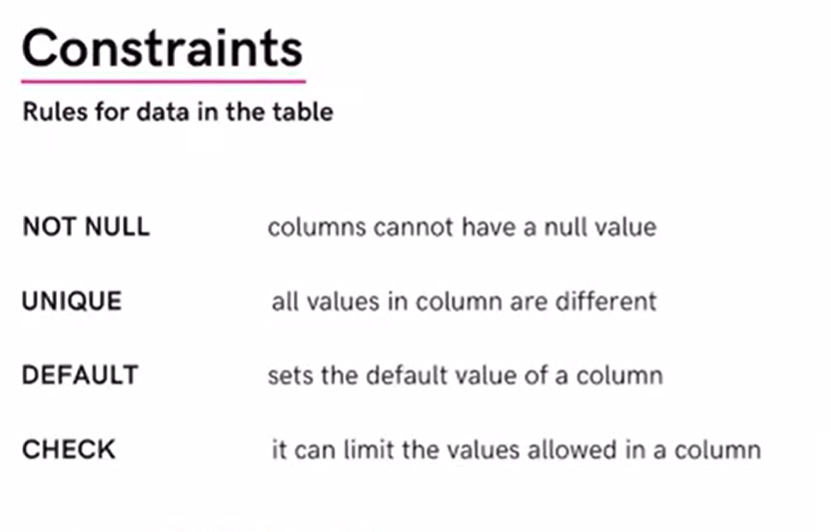 Constraints
Rules for data in the table
NOT NULL columns cannot have a null value
UNIQUE all values in column are different
DEFAULT sets the default value of a column
CHECK it can limit the values allowed in a column